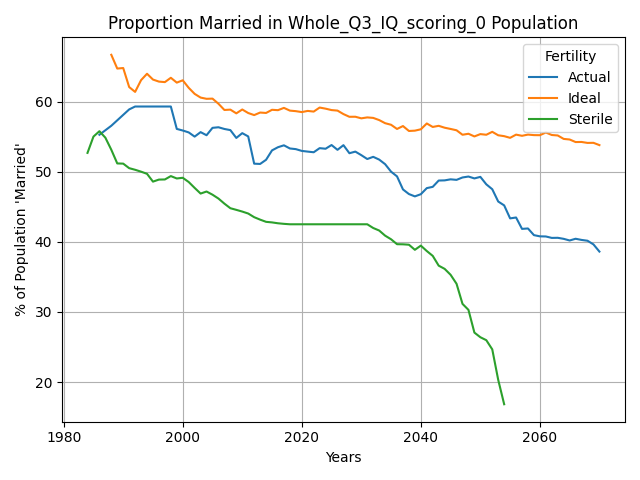 Proportion Married in Whole_Q3_IQ_scoring_0 Population
% of Population 'Married'
60
50
40
30
20
Fertility
Actual
Ideal
Sterile
1980 2000 2020 2040 2060
Years